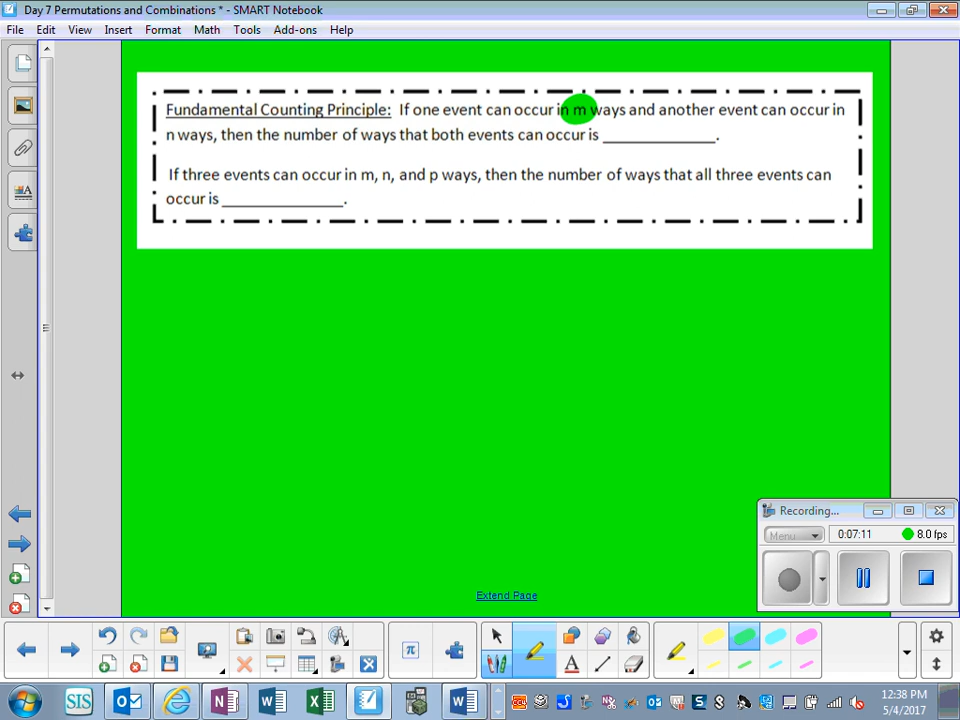 Day 7 Permutations and Combinations * - SMART Notebook
File Edit View Insert Format Math Tools Add-ons Help
Fundamental Counting Principle: If one event can occur in m ways and another event can occur in
n ways, then the number of ways that both events can occur is ______________.
If three events can occur in m, n, and p ways, then the number of ways that all three events can
occur is _______________.
Recording...
Menu 0:07:11 8.0 fps
Extend Page
SIS
12:38 PM
5/4/2017